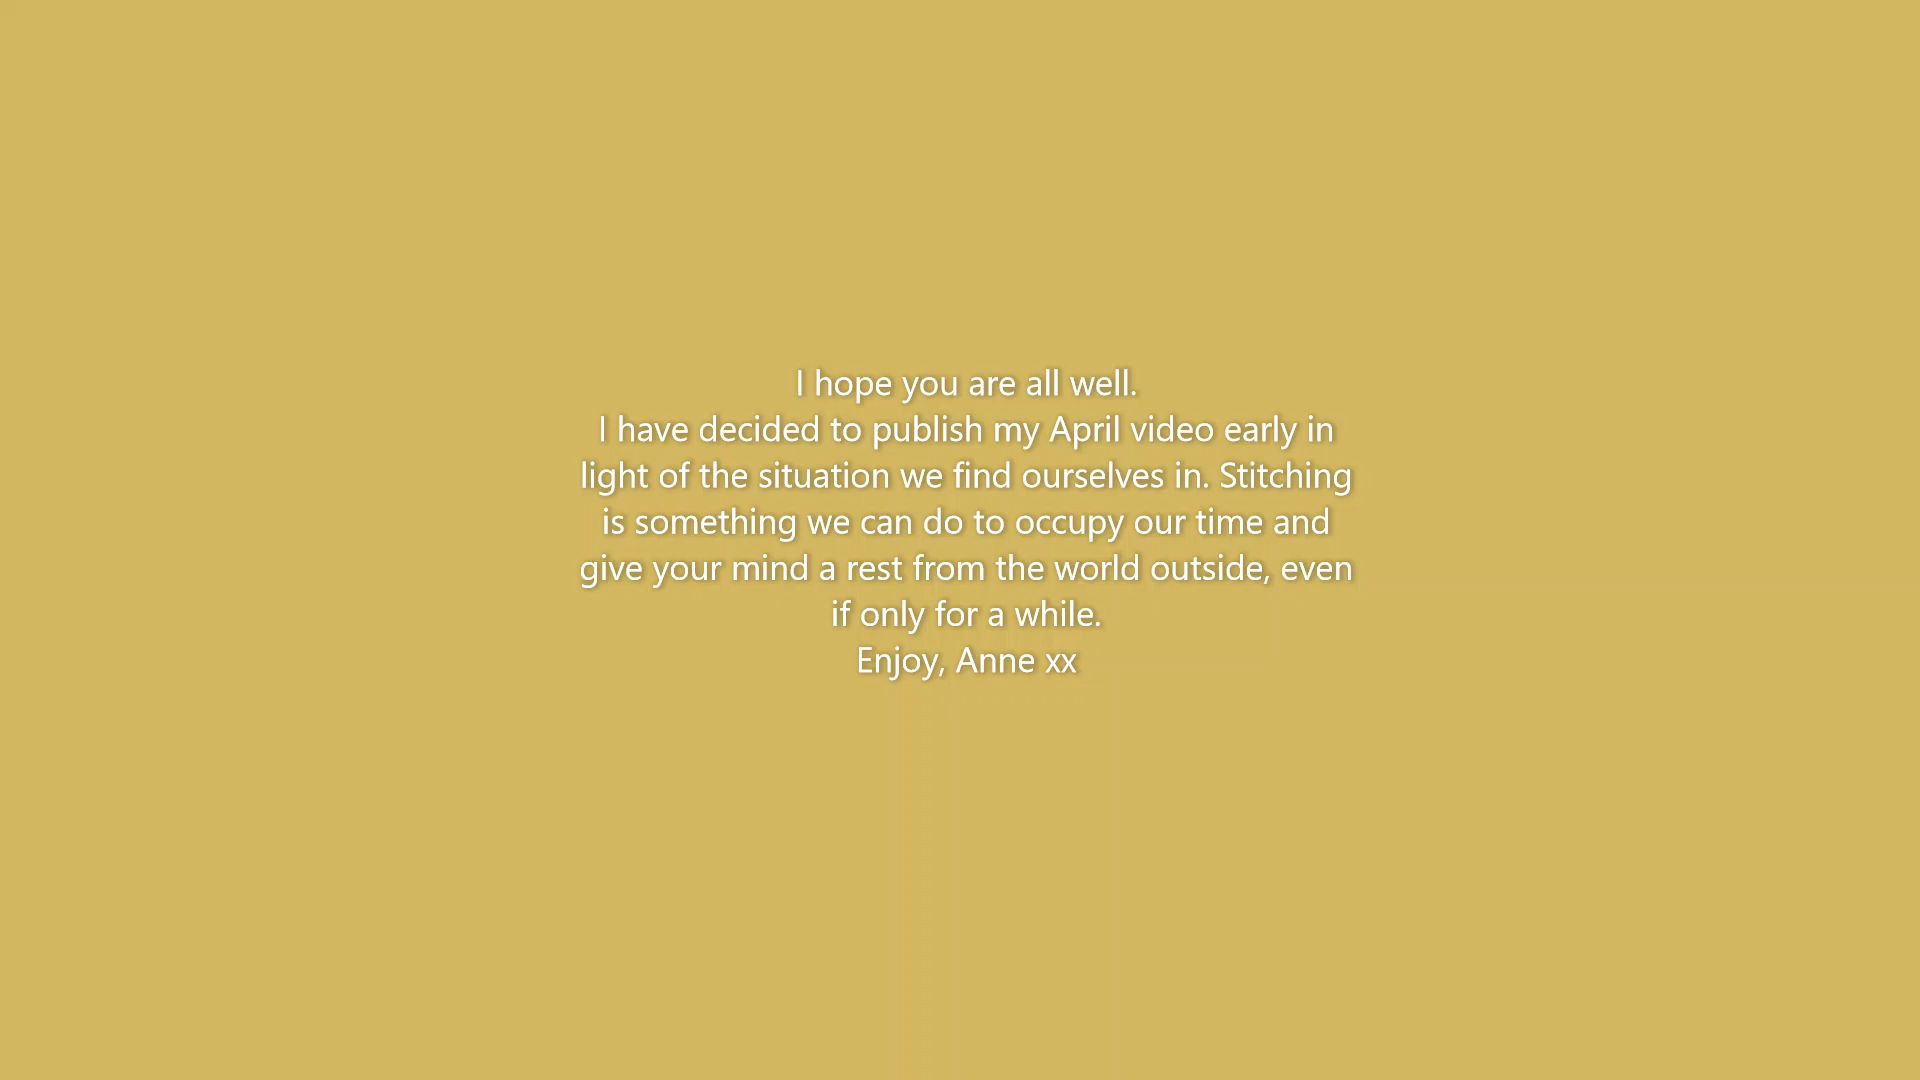 I hope you are all well.
I have decided to publish my April video early in
light of the situation we find ourselves in. Stitching
is something we can do to occupy our time and
give your mind a rest from the world outside, even
if only for a while.
Enjoy, Anne xx